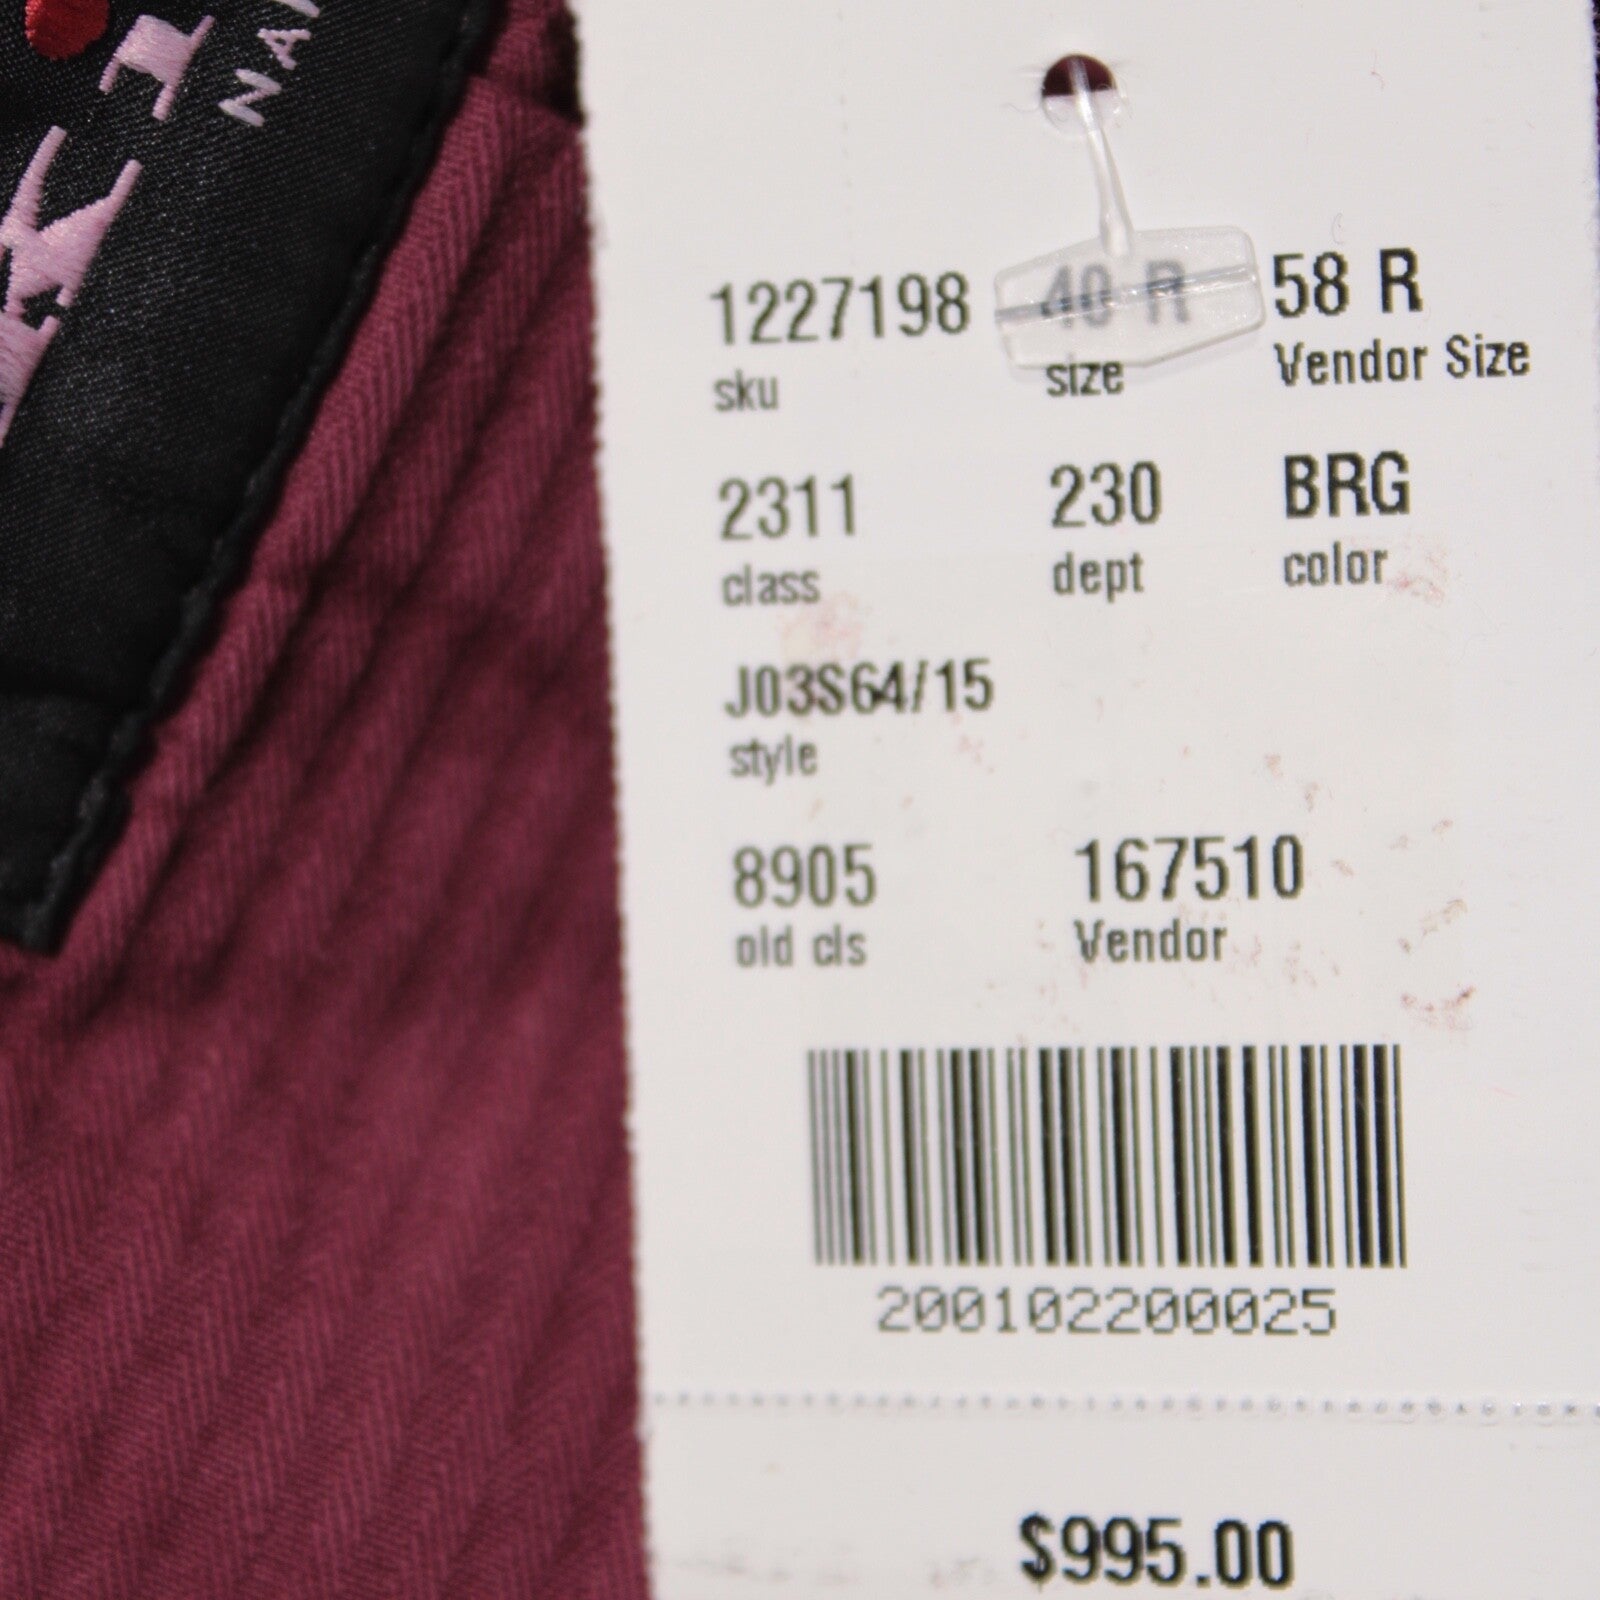 1227198 48 R 58 R
sku size Vendor Size
2311 230 BRG
class dept color
J03S64/15
style
8905 167510
old cls Vendor
200102200025
$995.00